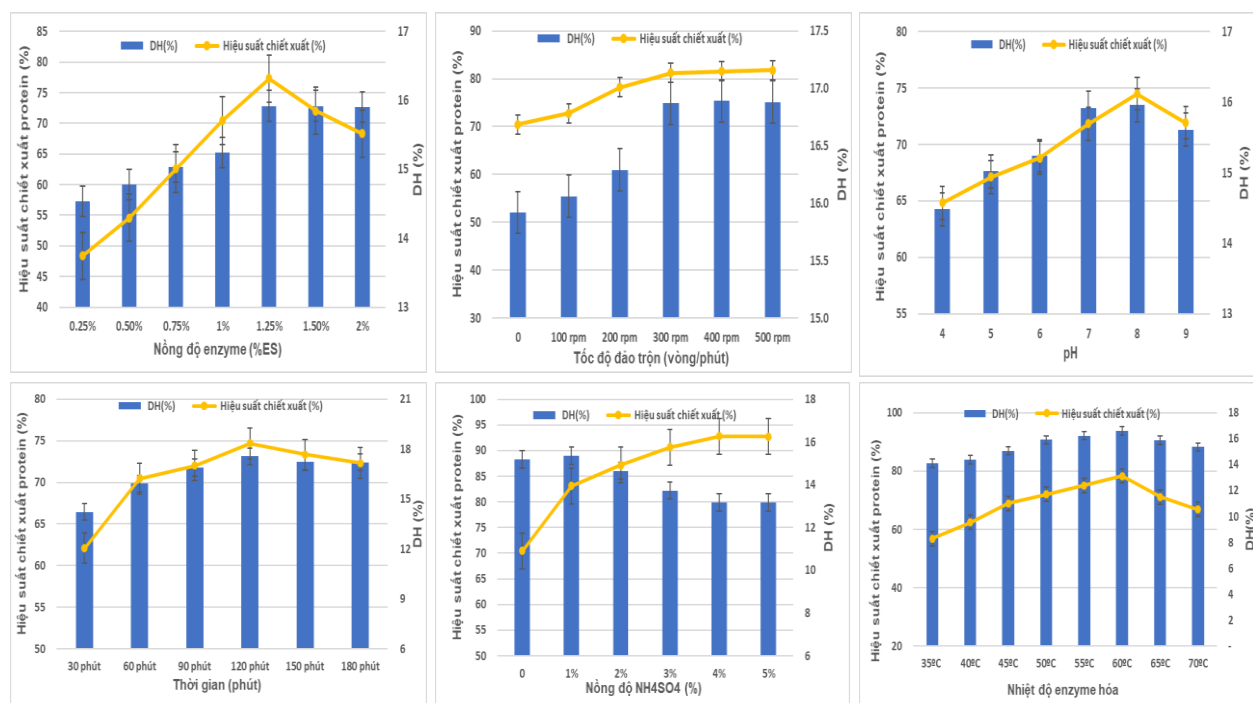 DH(%) Hiệu suất chiết xuất (%)
Hiệu suất chiết xuất protein (%)
85
80
75
70
65
60
55
50
45
40
17
16
15
14
13
DH (%)
0.25% 0.50% 0.75% 1% 1.25% 1.50% 2%
Nồng độ enzyme (%ES)
DH(%) Hiệu suất chiết xuất (%)
Hiệu suất chiết xuất protein (%)
90
80
70
60
50
40
30
17.5
17.0
16.5
16.0
15.5
15.0
DH (%)
0 100 rpm 200 rpm 300 rpm 400 rpm 500 rpm
Tốc độ đảo trộn (vòng/phút)
DH(%) Hiệu suất chiết xuất (%)
Hiệu suất chiết xuất protein (%)
80
75
70
65
60
55
17
16
15
14
13
DH (%)
4 5 6 7 8 9
pH
DH(%) Hiệu suất chiết xuất (%)
Hiệu suất chiết xuất protein (%)
80
75
70
65
60
55
50
21
18
15
12
9
6
DH (%)
30 phút 60 phút 90 phút 120 phút 150 phút 180 phút
Thời gian (phút)
DH(%) Hiệu suất chiết xuất (%)
Hiệu suất chiết xuất protein (%)
100
95
90
85
80
75
70
65
60
55
50
18
16
14
12
10
8
6
DH (%)
0 1% 2% 3% 4% 5%
Nồng độ NH4SO4 (%)
DH(%) Hiệu suất chiết xuất (%)
Hiệu suất chiết xuất protein (%)
100
80
60
40
20
18
16
14
12
10
8
6
4
2
-
DH(%)
35ºC 40ºC 45ºC 50ºC 55ºC 60ºC 65ºC 70ºC
Nhiệt độ enzyme hóa